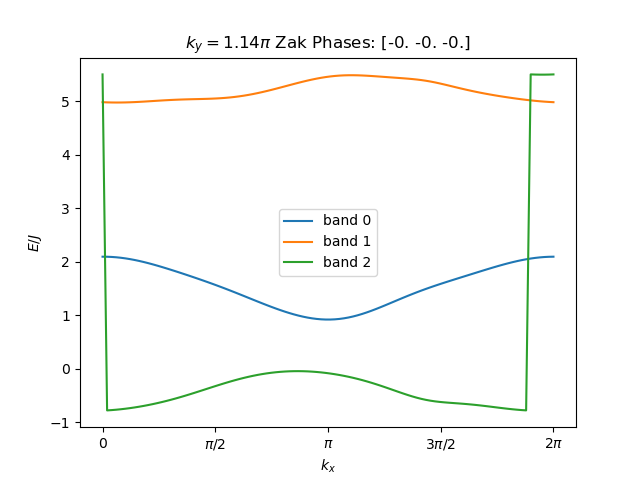 k_y = 1.14π Zak Phases: [-0. -0. -0.]
E/J
5
4
3
2
1
0
−1
band 0
band 1
band 2
0
π/2
π
3π/2
2π
k_x